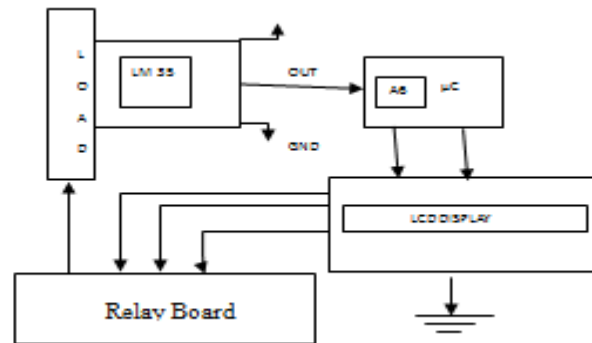 L
O
A
D
LM 35
OUT
A6
µC
GND
LCD DISPLAY
Relay Board